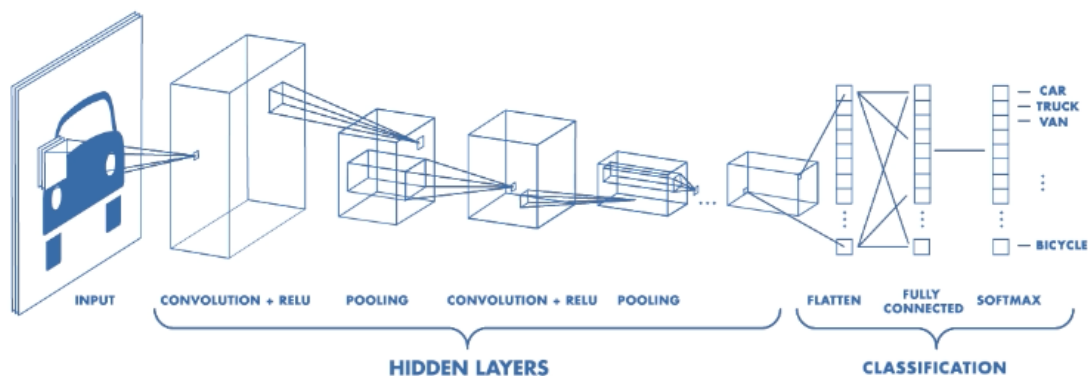 CAR
TRUCK
VAN
BICYCLE
INPUT
CONVOLUTION + RELU
POOLING
CONVOLUTION + RELU
POOLING
FLATTEN
FULLY
CONNECTED
SOFTMAX
HIDDEN LAYERS
CLASSIFICATION